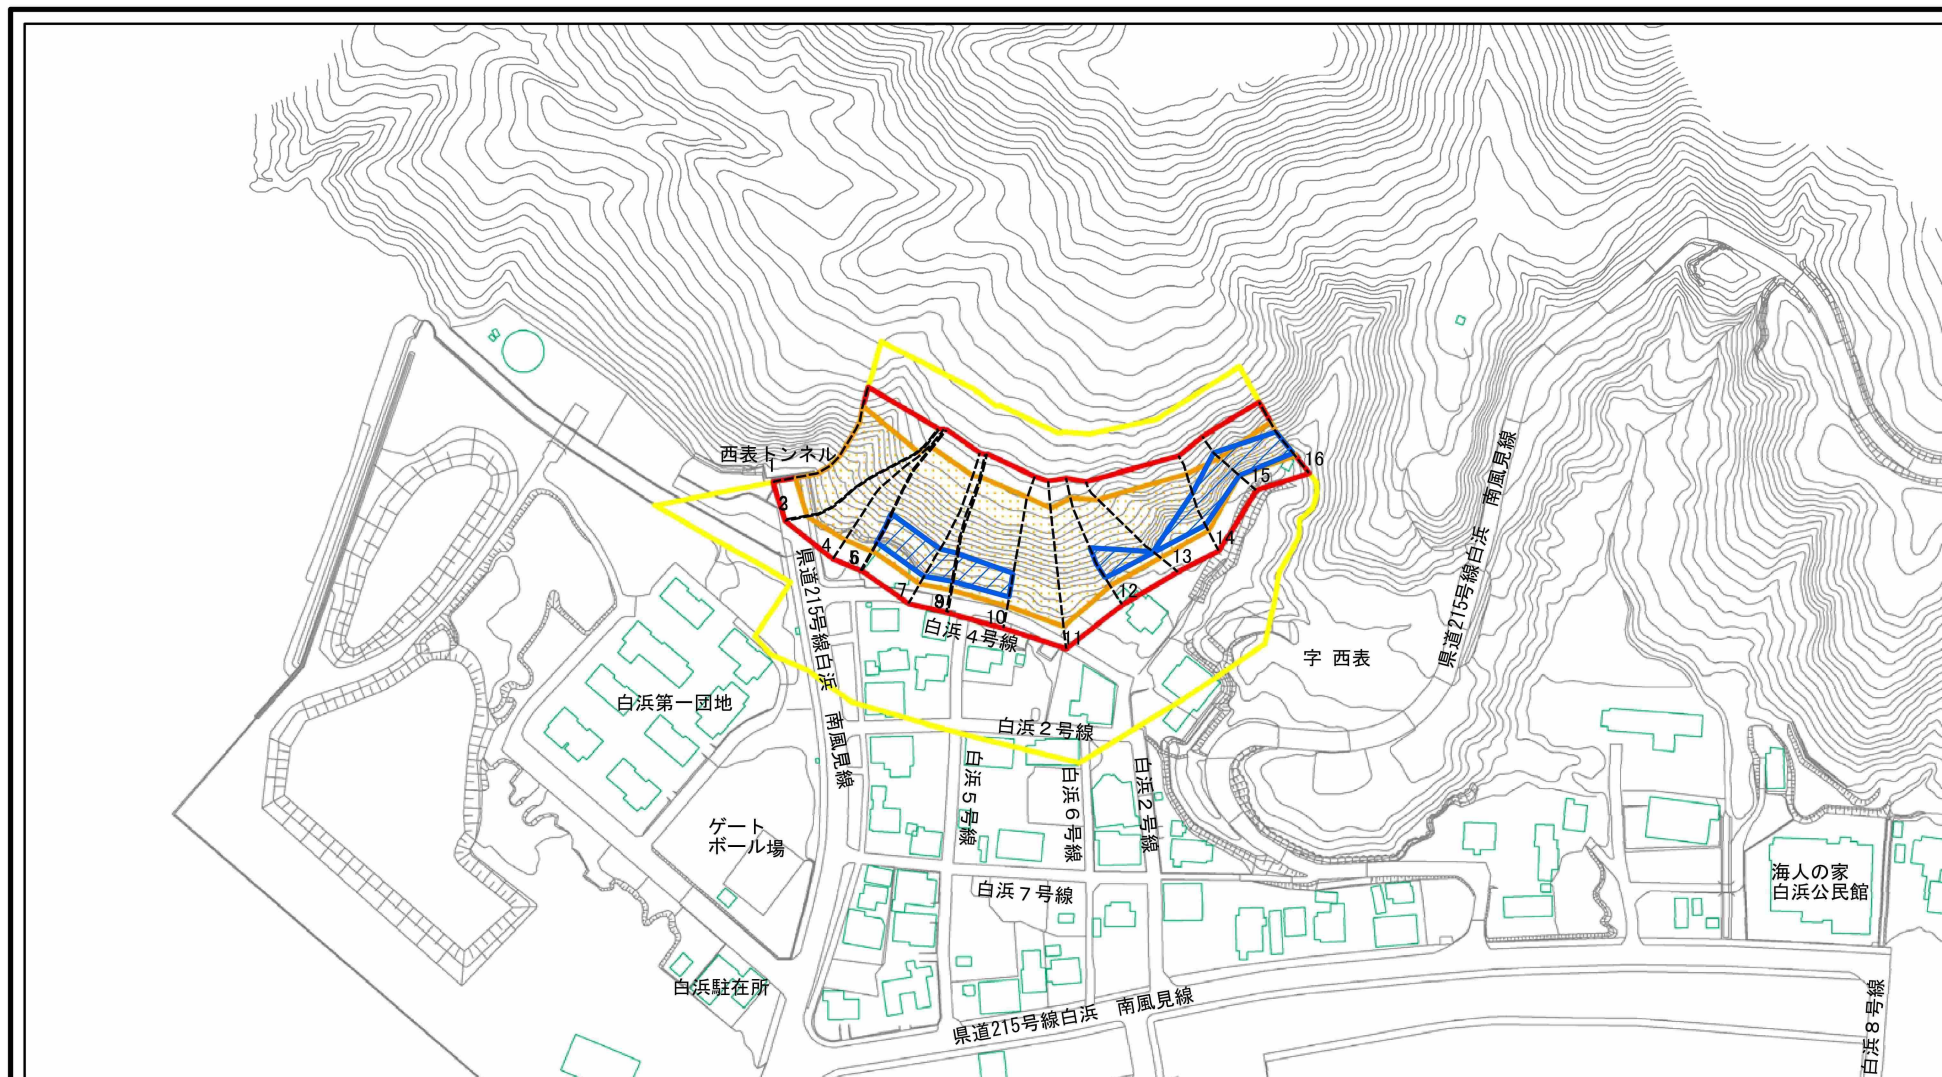 西表トンネル
1
3
4
5
6
7
8
9
10
11
12
13
14
15
16
県道215号線白浜　南風見線
県道215号線白浜　南風見線
白浜４号線
字 西表
白浜第一団地
白浜２号線
白浜５号線
白浜６号線
白浜２号線
ゲート
ボール場
白浜７号線
海人の家
白浜公民館
白浜駐在所
県道215号線白浜　南風見線
白浜８号線